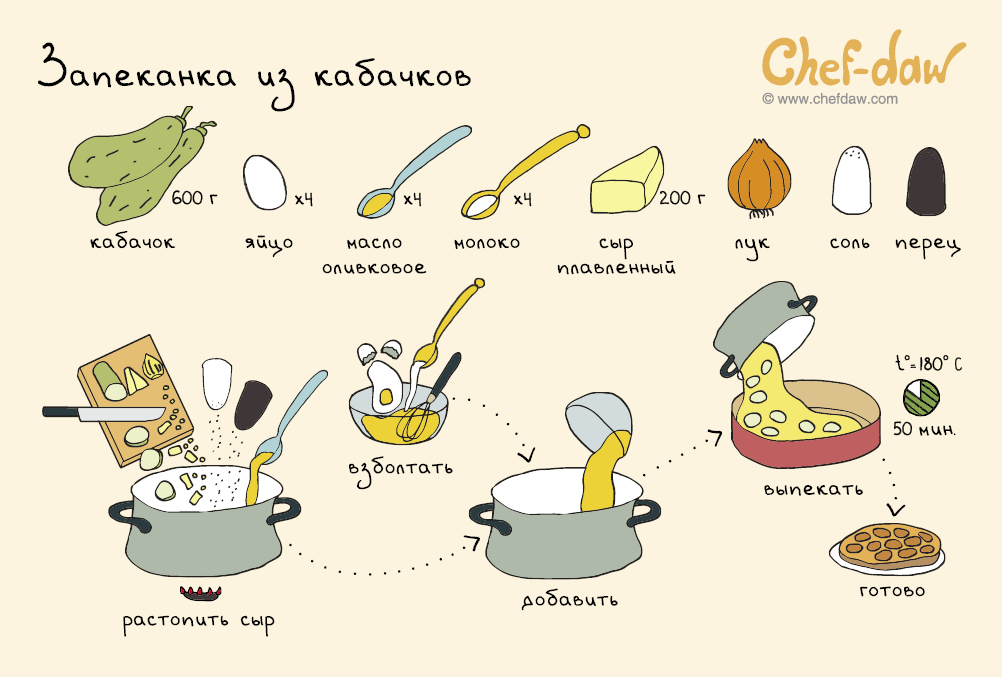 Запеканка из кабачков
Chef-daw
© www.chefdaw.com
600 г
x4
x4
x4
200 г
кабачок
яйцо
масло
оливковое
молоко
сыр
плавленный
лук
соль
перец
t°=180° C
50 мин.
взболтать
выпекать
растопить сыр
добавить
готово